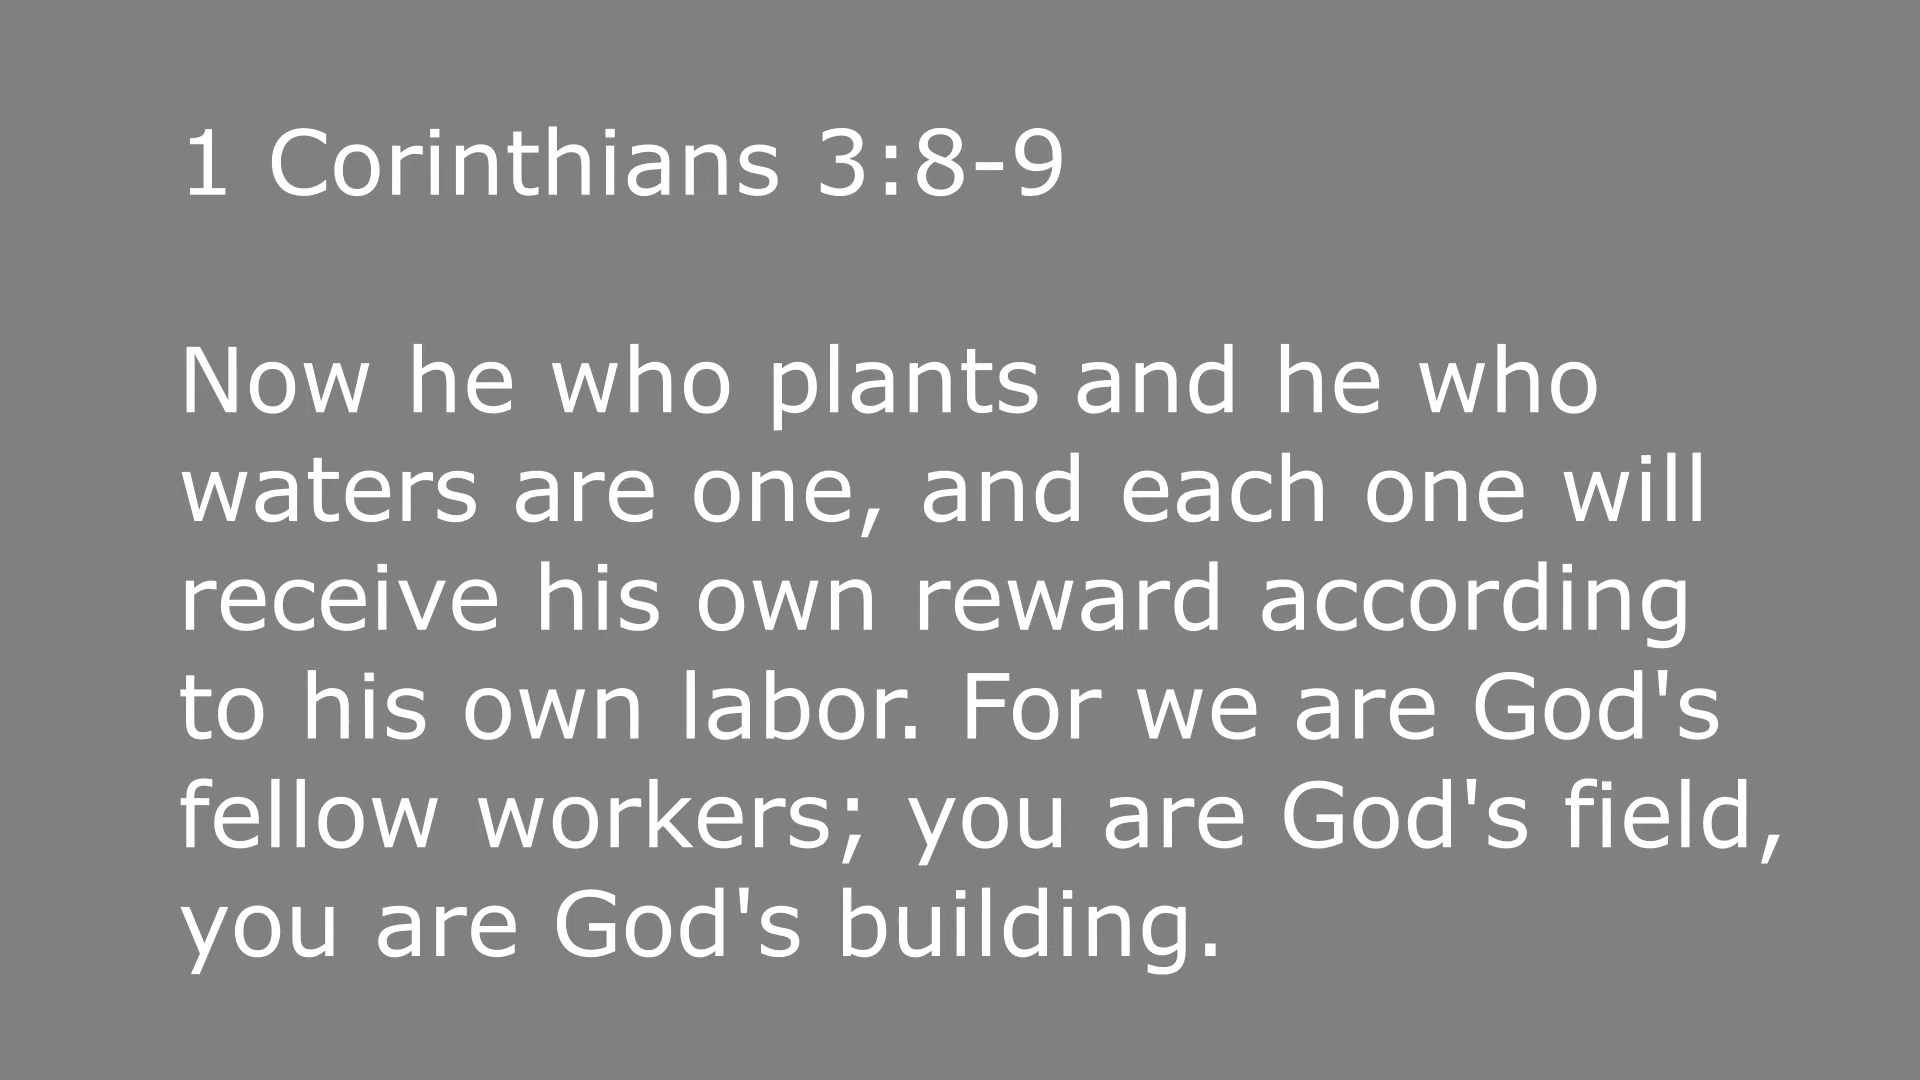 1 Corinthians 3:8-9
Now he who plants and he who
waters are one, and each one will
receive his own reward according
to his own labor. For we are God's
fellow workers; you are God's field,
you are God's building.